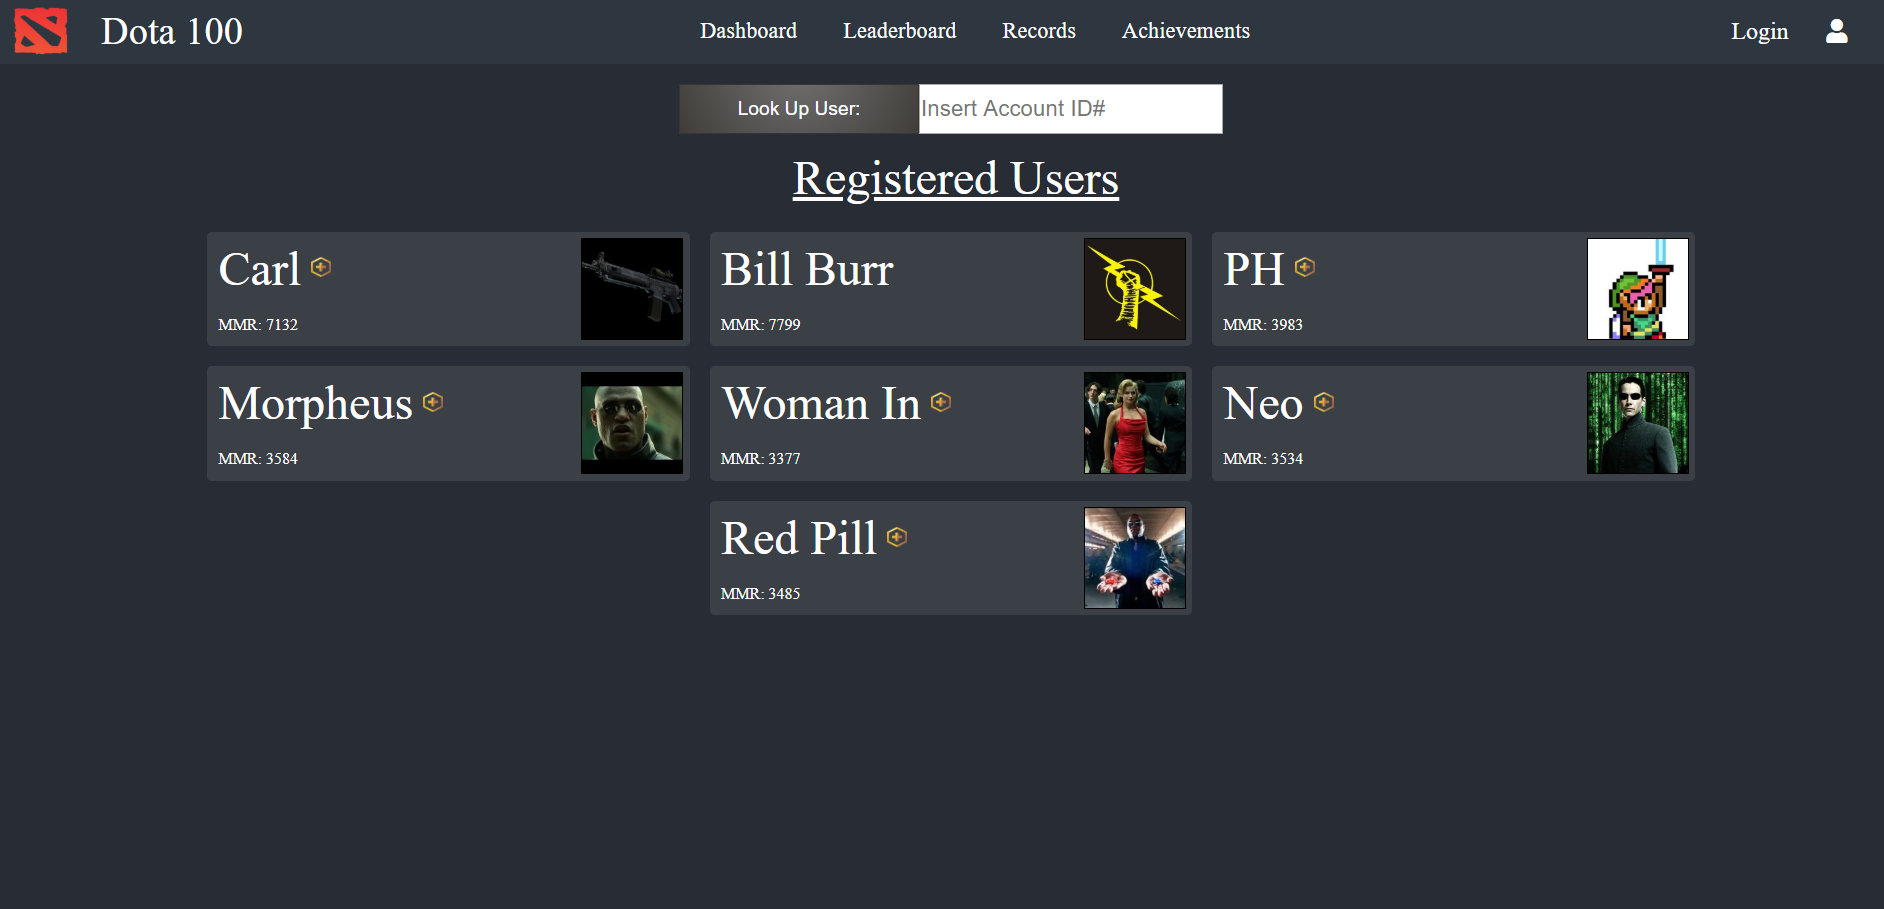 Dota 100
Dashboard
Leaderboard
Records
Achievements
Login
Look Up User:
Insert Account ID#
Registered Users
Carl
MMR: 7132
Bill Burr
MMR: 7799
PH
MMR: 3983
Morpheus
MMR: 3584
Woman In
MMR: 3377
Neo
MMR: 3534
Red Pill
MMR: 3485